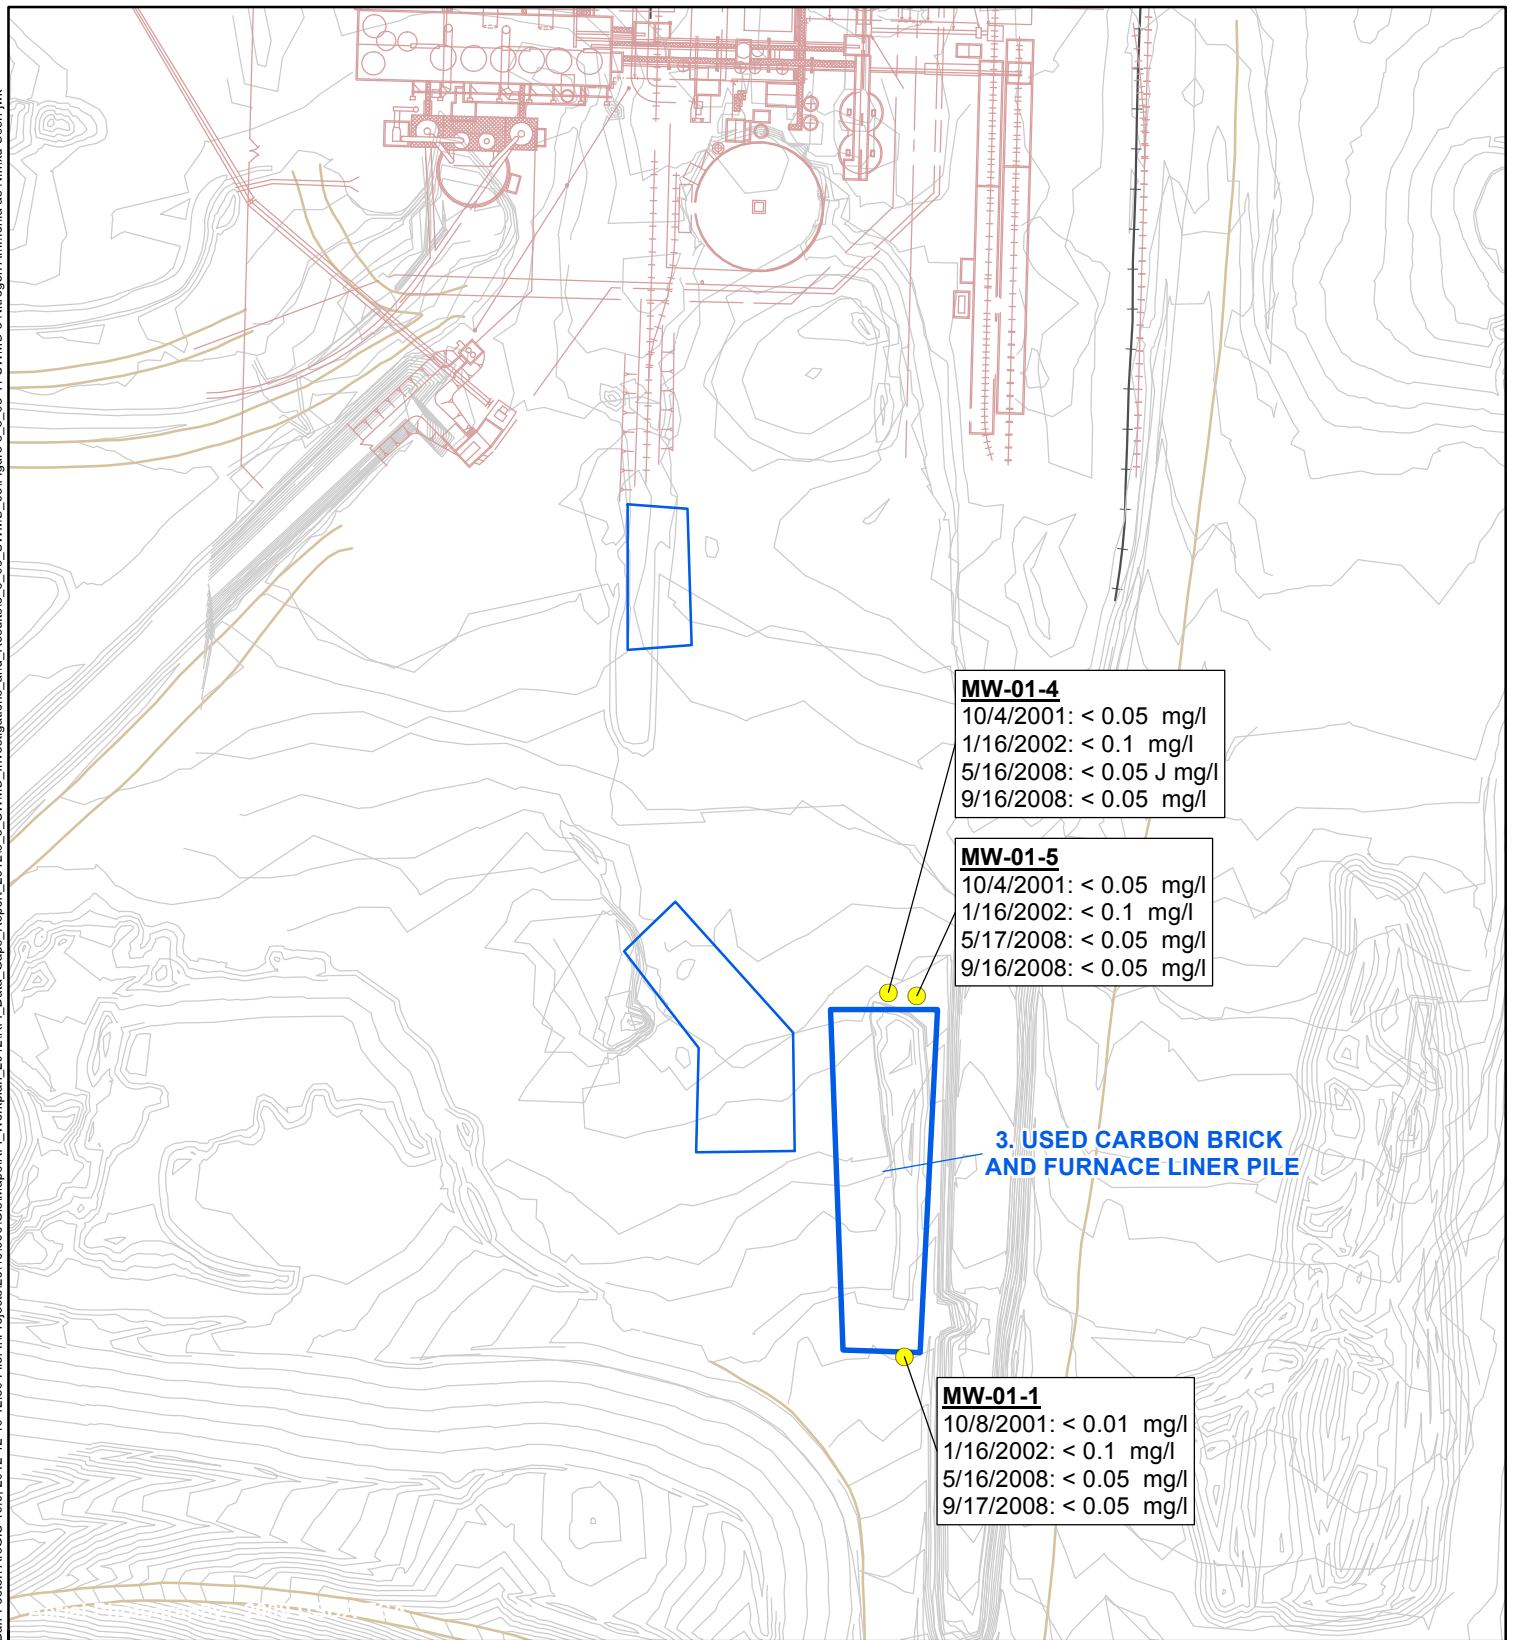 MW-01-4
10/4/2001: < 0.05 mg/l
1/16/2002: < 0.1 mg/l
5/16/2008: < 0.05 J mg/l
9/16/2008: < 0.05 mg/l
MW-01-5
10/4/2001: < 0.05 mg/l
1/16/2002: < 0.1 mg/l
5/17/2008: < 0.05 mg/l
9/16/2008: < 0.05 mg/l
3. USED CARBON BRICK
AND FURNACE LINER PILE
MW-01-1
10/8/2001: < 0.01 mg/l
1/16/2002: < 0.1 mg/l
5/16/2008: < 0.05 mg/l
9/17/2008: < 0.05 mg/l